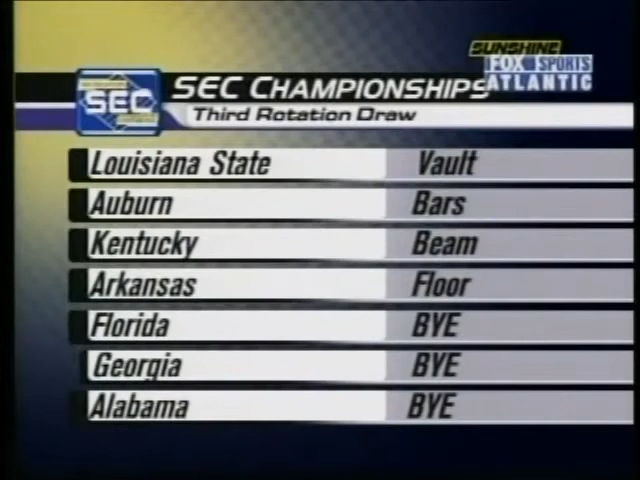 SUNSHINE
FOX SPORTS
ATLANTIC
SEC CHAMPIONSHIPS
SEC
Third Rotation Draw
Louisiana State Vault
Auburn Bars
Kentucky Beam
Arkansas Floor
Florida BYE
Georgia BYE
Alabama BYE